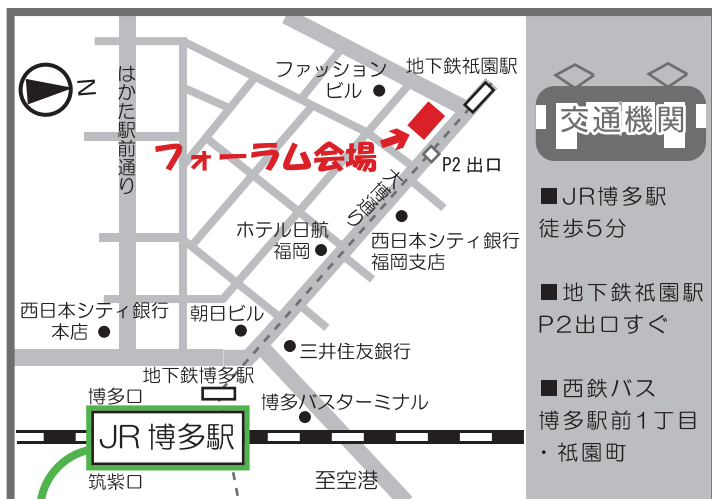 地下鉄祇園駅
ファッション
ビル
N
はかた駅前通り
フォーラム会場
P2出口
大博通り
ホテル日航
福岡
西日本シティ銀行
福岡支店
西日本シティ銀行
本店
朝日ビル
三井住友銀行
地下鉄博多駅
博多口
博多バスターミナル
JR博多駅
筑紫口
至空港
交通機関
■JR博多駅
徒歩5分
■地下鉄祇園駅
P2出口すぐ
■西鉄バス
博多駅前1丁目
・祇園町